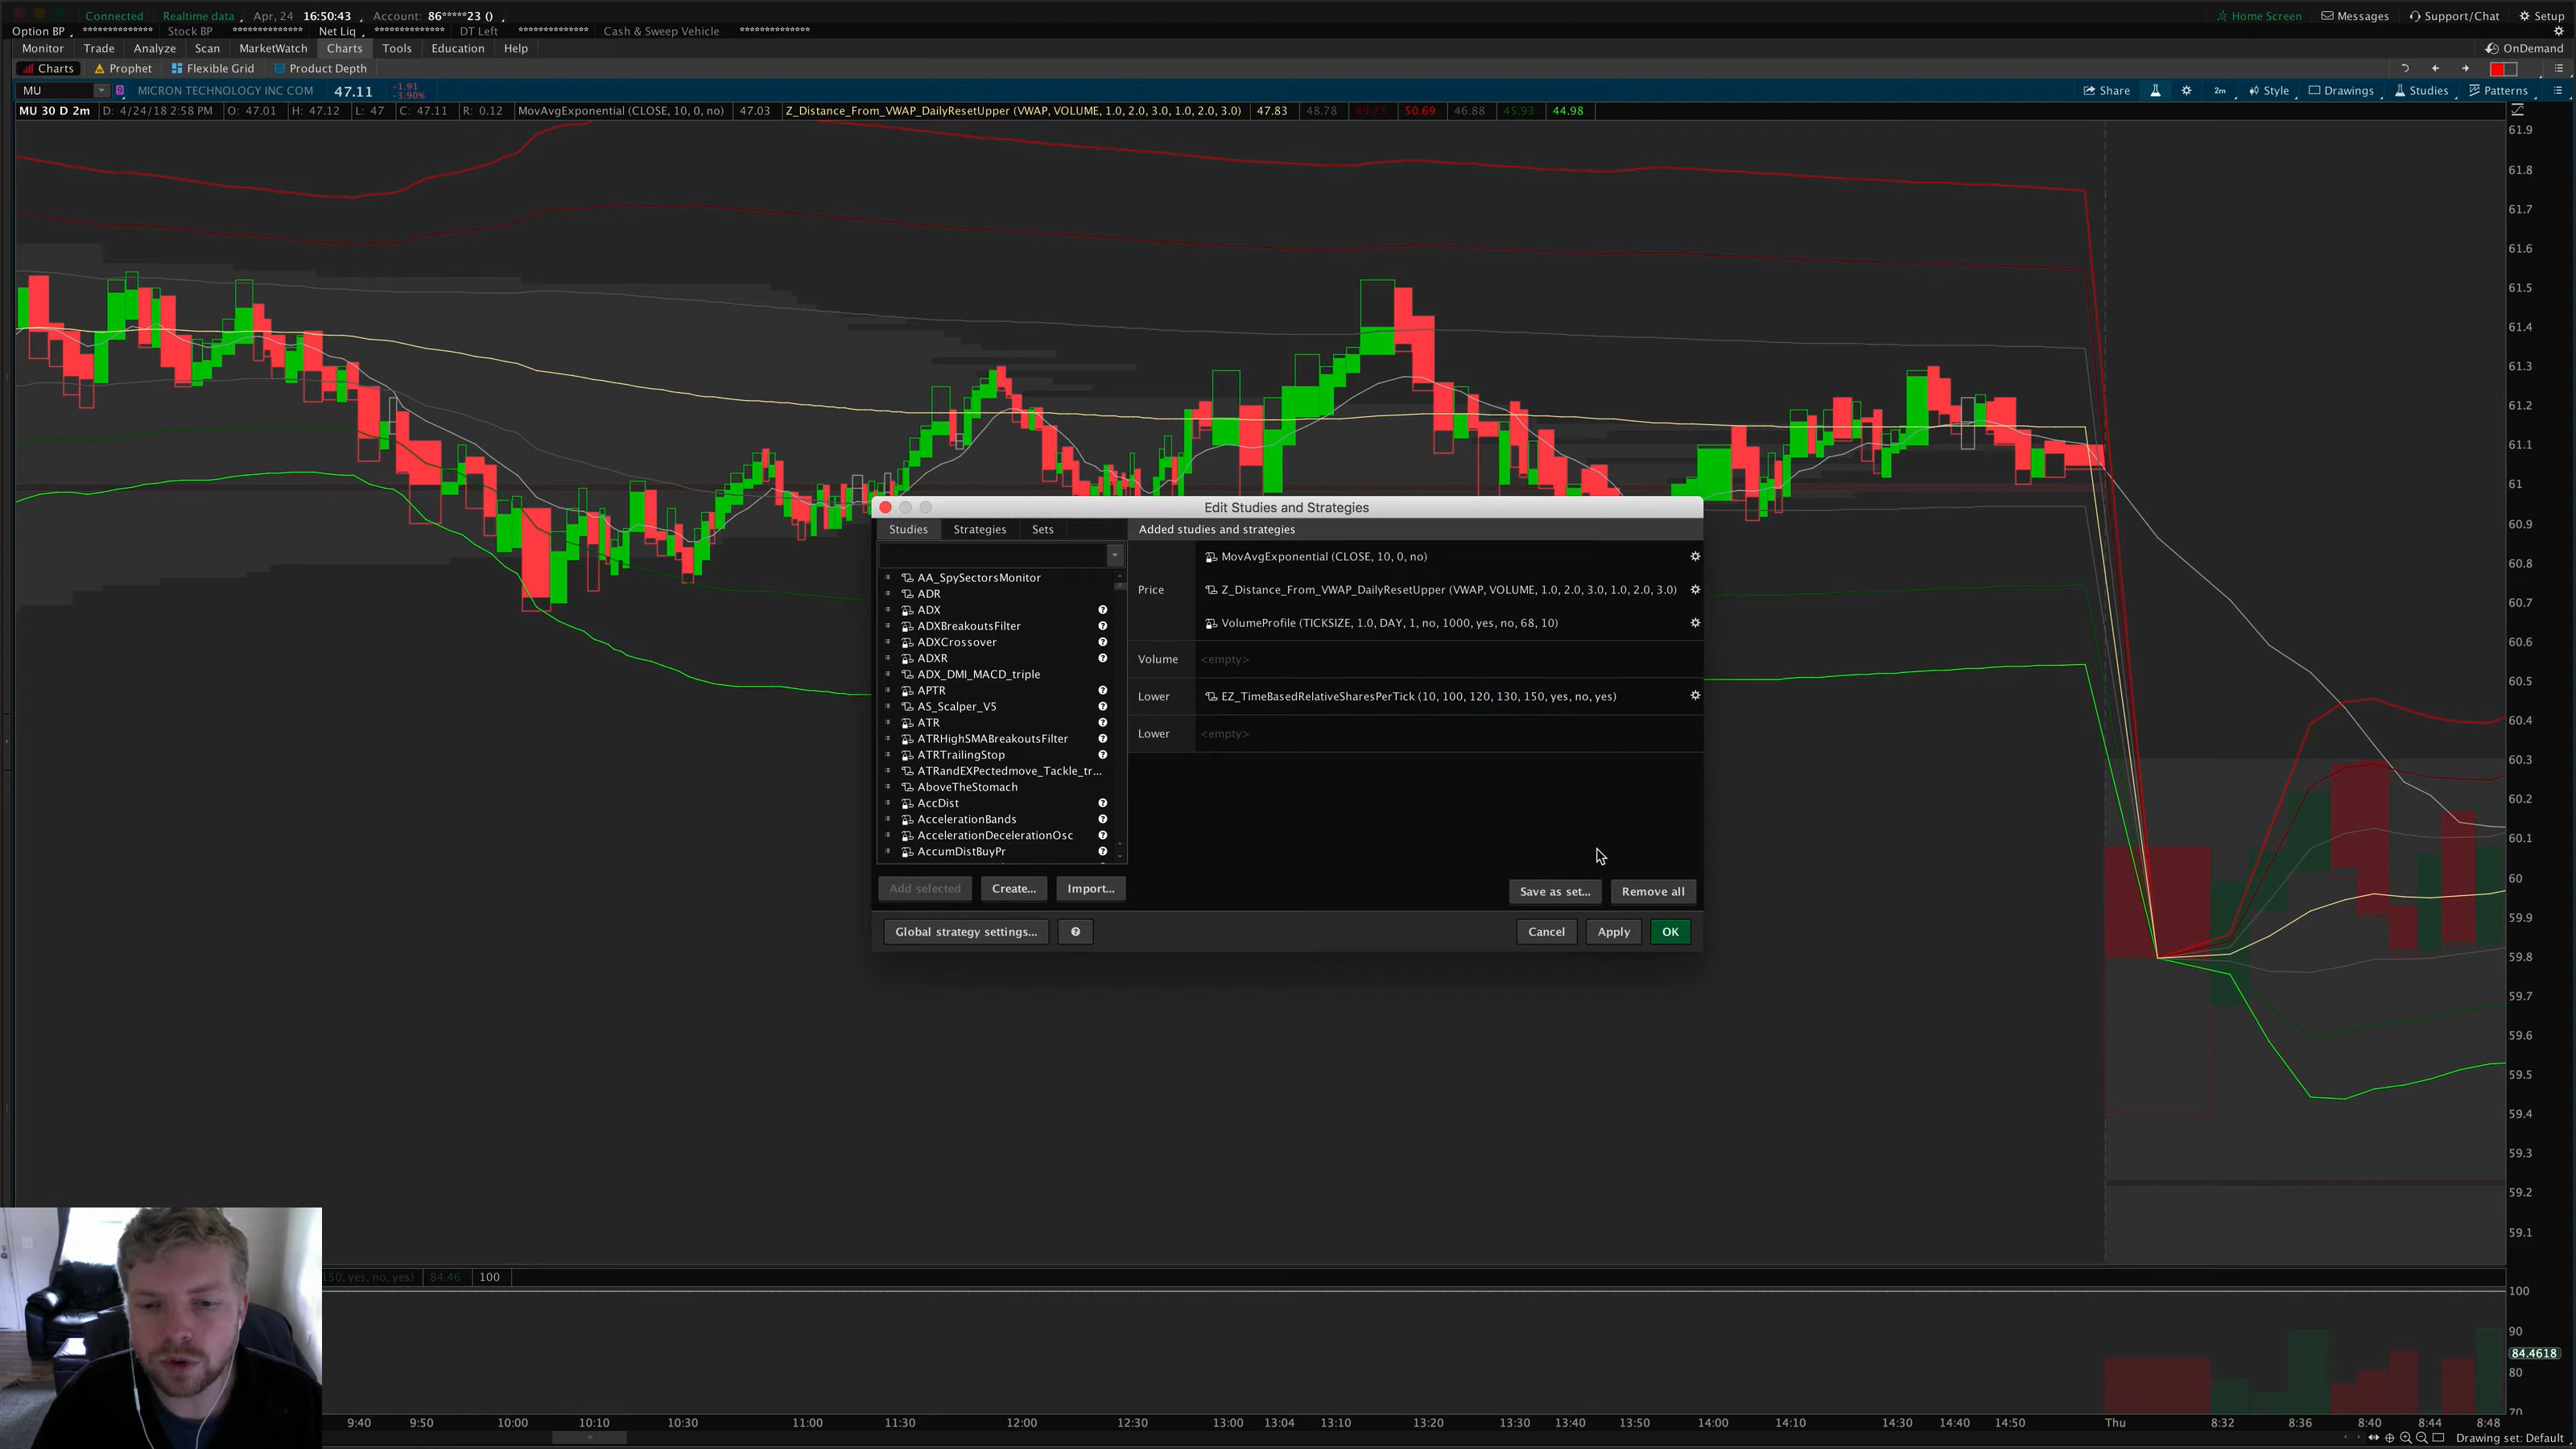 Connected Realtime data Apr, 24 16:50:43 Account: 86*****23 () Home Screen Messages Support/Chat Setup
Option BP ************** Stock BP ************** Net Liq ************** DT Left ************** Cash & Sweep Vehicle **************
Monitor Trade Analyze Scan MarketWatch Charts Tools Education Help OnDemand
Charts Prophet Flexible Grid Product Depth
MU 9 MICRON TECHNOLOGY INC COM 47.11 -1.91 -3.90% Share 2m Style Drawings Studies Patterns
MU 30 D 2m D: 4/24/18 2:58 PM O: 47.01 H: 47.12 L: 47 C: 47.11 R: 0.12 MovAvgExponential (CLOSE, 10, 0, no) 47.03 Z_Distance_From_VWAP_DailyResetUpper (VWAP, VOLUME, 1.0, 2.0, 3.0, 1.0, 2.0, 3.0) 47.83 48.78 49.73 50.69 46.88 45.93 44.98
61.9
61.8
61.7
61.6
61.5
61.4
61.3
61.2
61.1
61
60.9
60.8
60.7
60.6
60.5
60.4
60.3
60.2
60.1
60
59.9
59.8
59.7
59.6
59.5
59.4
59.3
59.2
59.1
Edit Studies and Strategies
Studies Strategies Sets
AA_SpySectorsMonitor
ADR
ADX
ADXBreakoutsFilter
ADXCrossover
ADXR
ADX_DMI_MACD_triple
APTR
AS_Scalper_V5
ATR
ATRHighSMABreakoutsFilter
ATRTrailingStop
ATRandEXPectedmove_Tackle_tr...
AboveTheStomach
AccDist
AccelerationBands
AccelerationDecelerationOsc
AccumDistBuyPr
Add selected Create... Import...
Added studies and strategies
Price
MovAvgExponential (CLOSE, 10, 0, no)
Z_Distance_From_VWAP_DailyResetUpper (VWAP, VOLUME, 1.0, 2.0, 3.0, 1.0, 2.0, 3.0)
VolumeProfile (TICKSIZE, 1.0, DAY, 1, no, 1000, yes, no, 68, 10)
Volume <empty>
Lower EZ_TimeBasedRelativeSharesPerTick (10, 100, 120, 130, 150, yes, no, yes)
Lower <empty>
Save as set... Remove all
Global strategy settings... ? Cancel Apply OK
150, yes, no, yes) 84.46 100
100
90
84.4618
80
70
9:40 9:50 10:00 10:10 10:30 11:00 11:30 12:00 12:30 13:00 13:04 13:10 13:20 13:30 13:40 13:50 14:00 14:10 14:30 14:40 14:50 Thu 8:32 8:36 8:40 8:44 8:48
Drawing set: Default